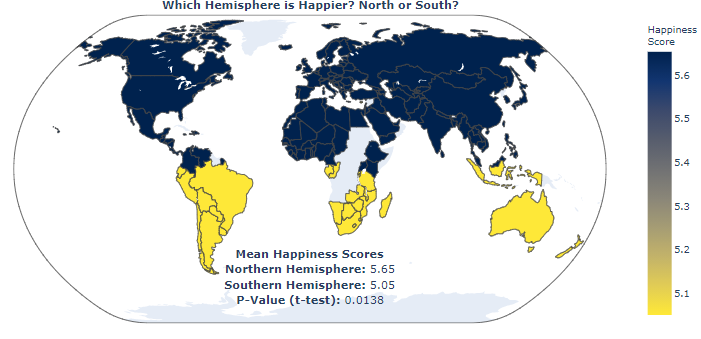 Which Hemisphere is Happier? North or South?
Happiness
Score
5.6
5.5
5.4
5.3
5.2
5.1
Mean Happiness Scores
Northern Hemisphere: 5.65
Southern Hemisphere: 5.05
P-Value (t-test): 0.0138